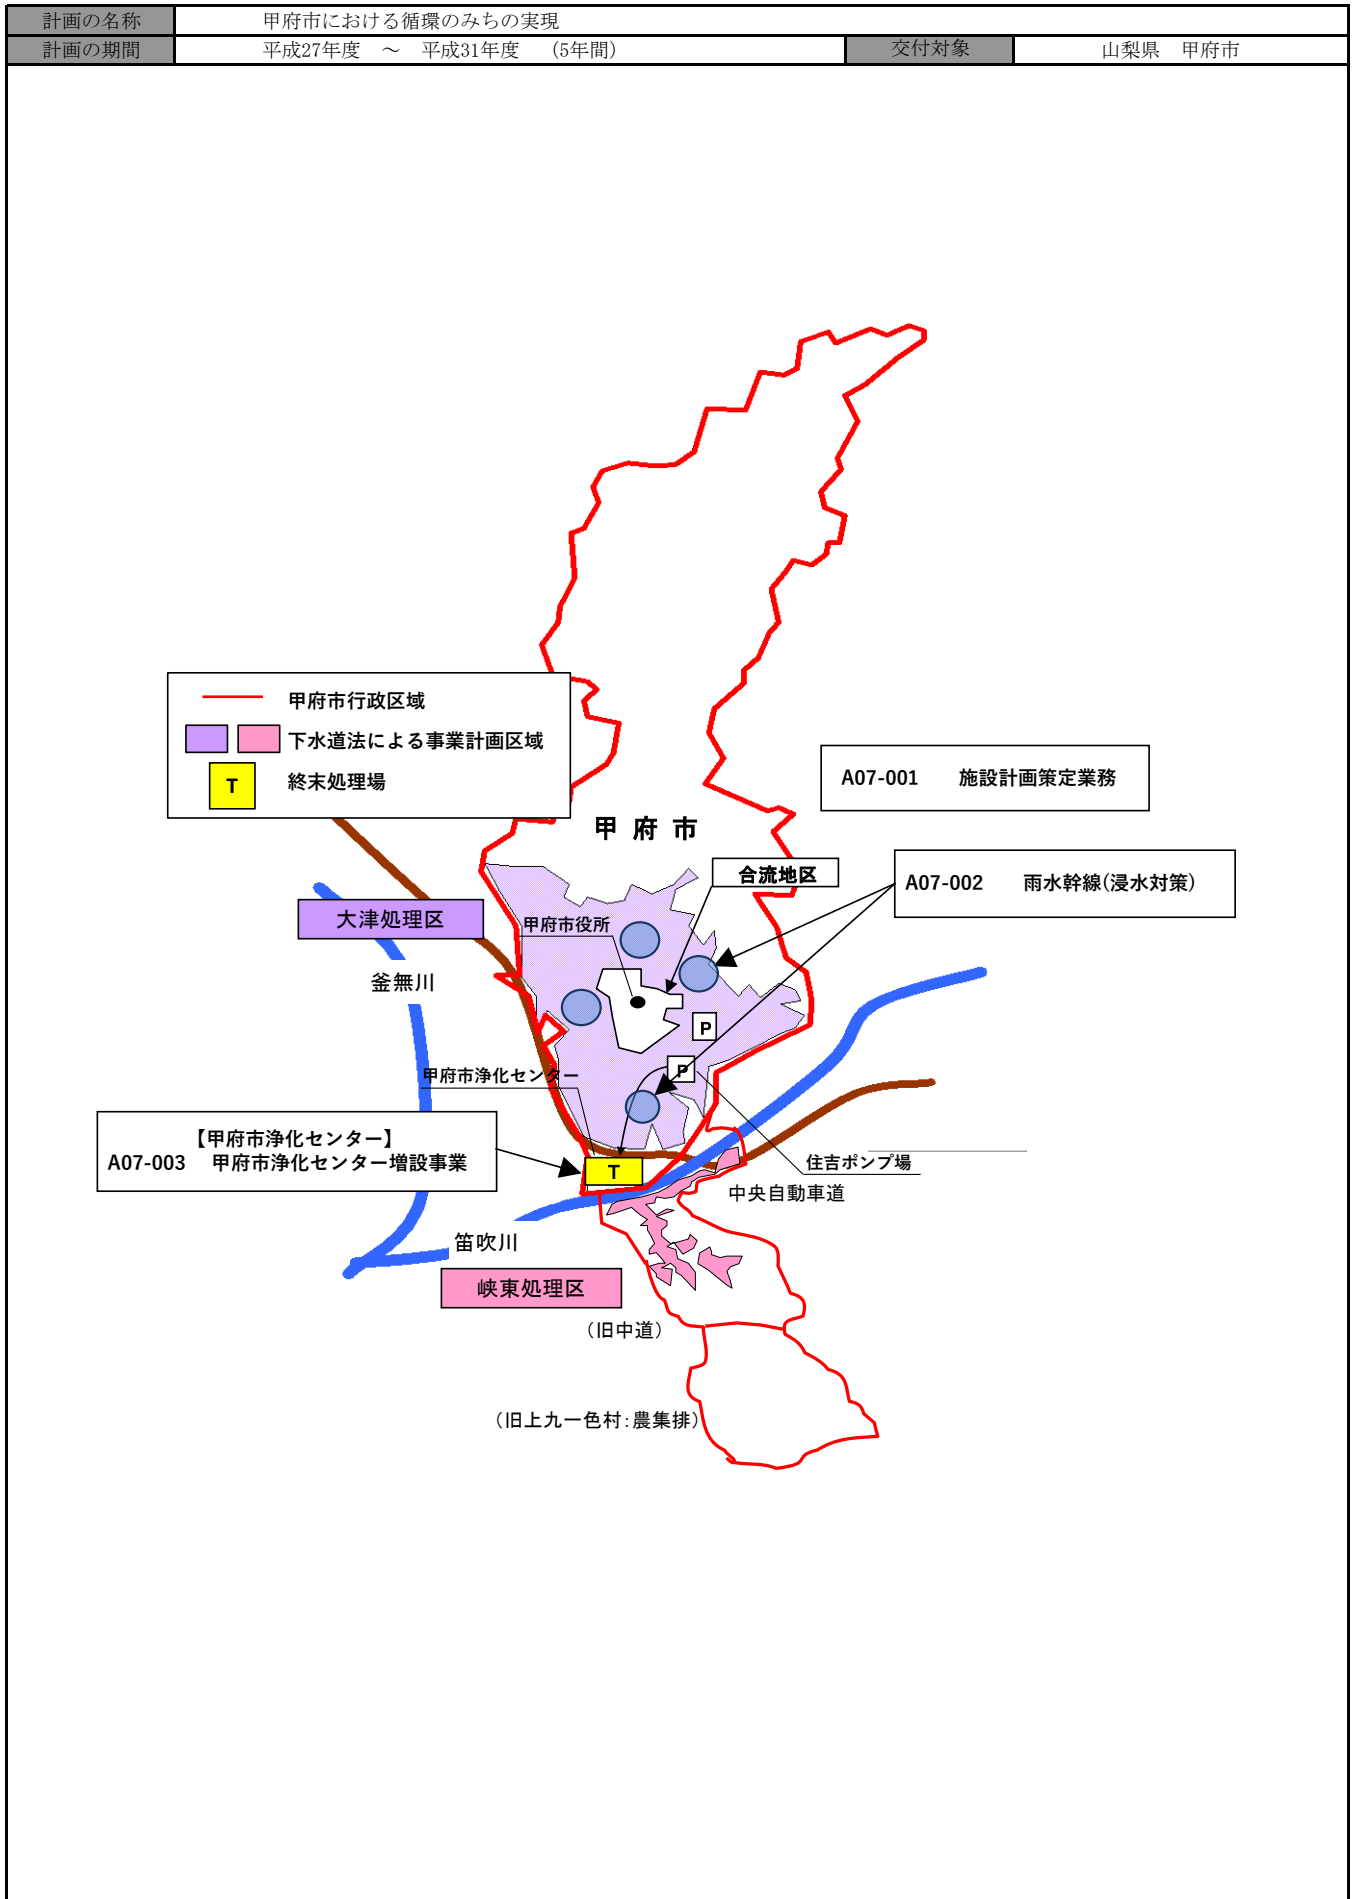 計画の名称 甲府市における循環のみちの実現
計画の期間 平成27年度 ～ 平成31年度 (5年間) 交付対象 山梨県 甲府市
甲府市行政区域
下水道法による事業計画区域
T 終末処理場
A07-001 施設計画策定業務
甲府市
合流地区
A07-002 雨水幹線(浸水対策)
大津処理区
甲府市役所
釜無川
P
P
甲府市浄化センター
【甲府市浄化センター】
A07-003 甲府市浄化センター増設事業
T
住吉ポンプ場
中央自動車道
笛吹川
峡東処理区
(旧中道)
(旧上九一色村:農集排)